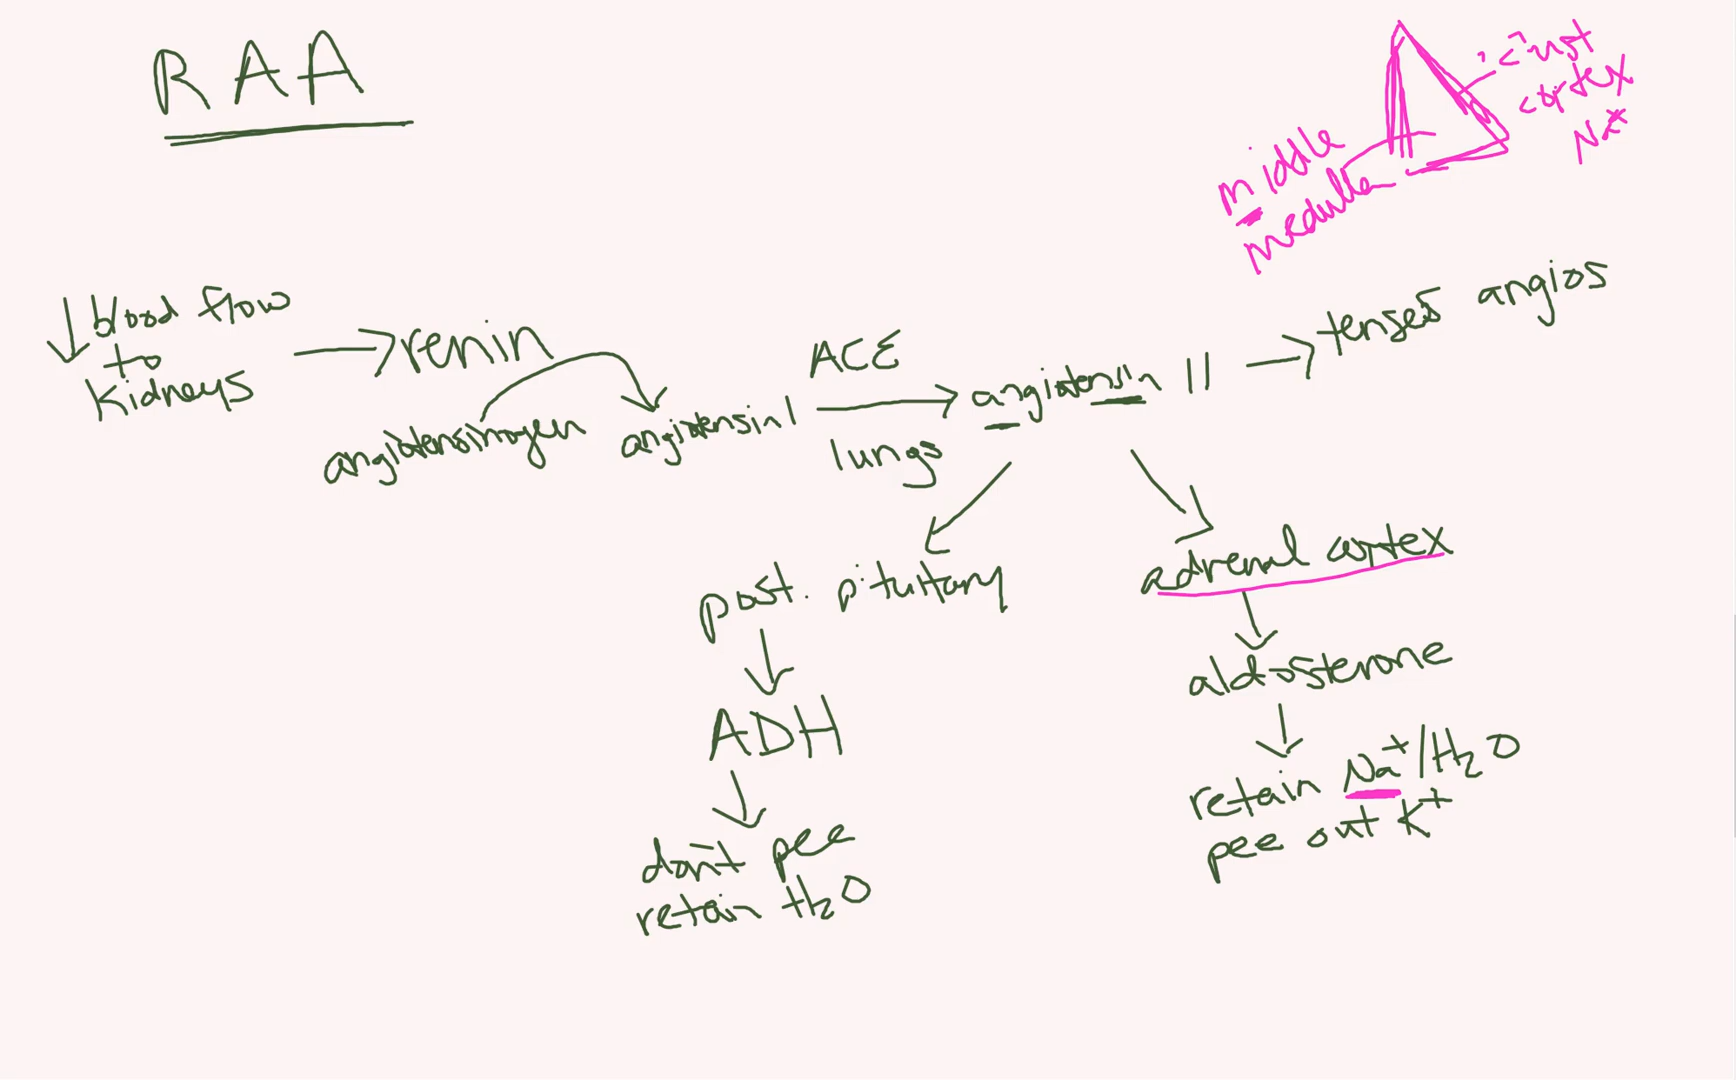 RAA
'c'ust
cortex
Na+
middle
medulla
↓ blood flow
to
kidneys
→ renin
angiotensinogen
angiotensin I
ACE
lungs
angiotensin II
→ tenses angios
post. pituitary
ADH
don't pee
retain H2O
adrenal cortex
aldosterone
retain Na+/H2O
pee out K+